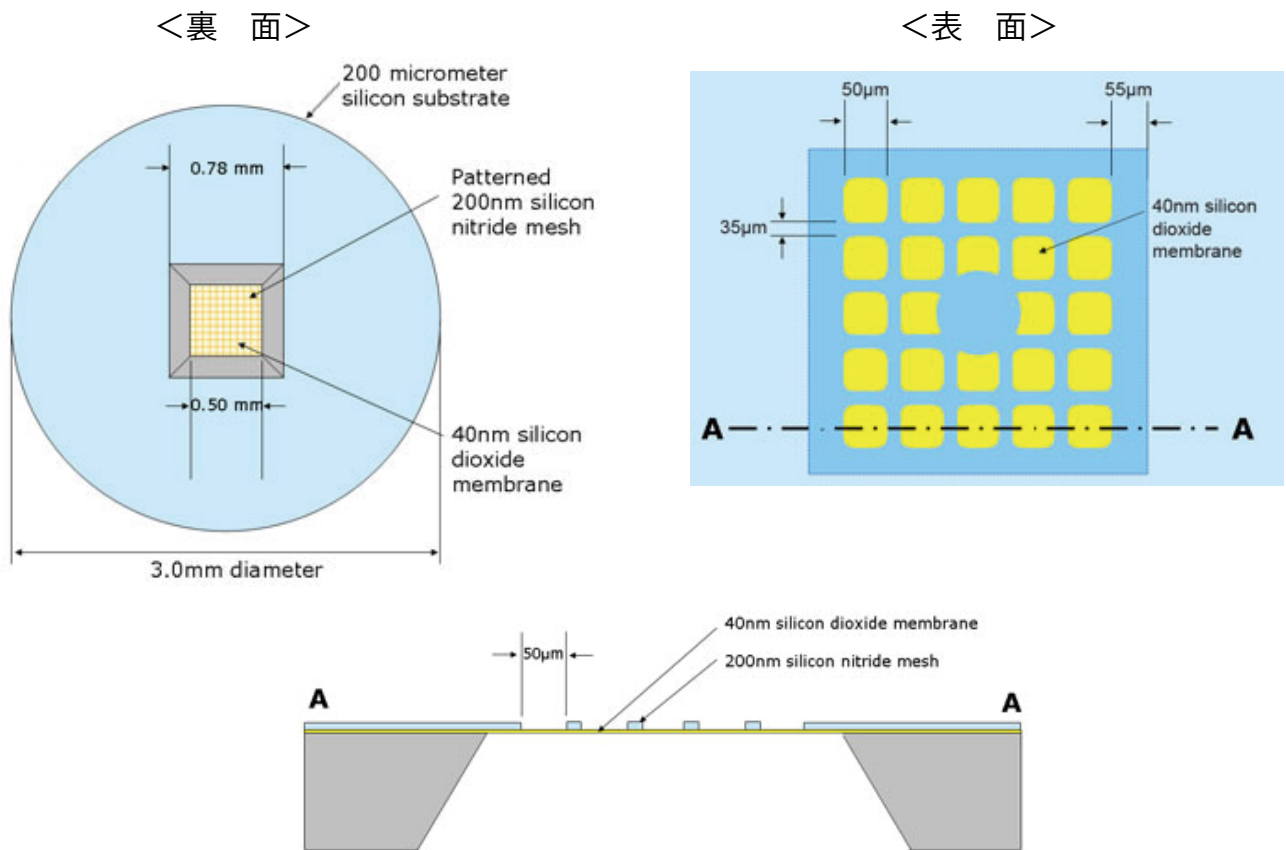 ＜裏　面＞
200 micrometer
silicon substrate
0.78 mm
Patterned
200nm silicon
nitride mesh
0.50 mm
40nm silicon
dioxide
membrane
3.0mm diameter
＜表　面＞
50μm
55μm
35μm
40nm silicon
dioxide
membrane
A
A
40nm silicon dioxide membrane
50μm
200nm silicon nitride mesh
A
A